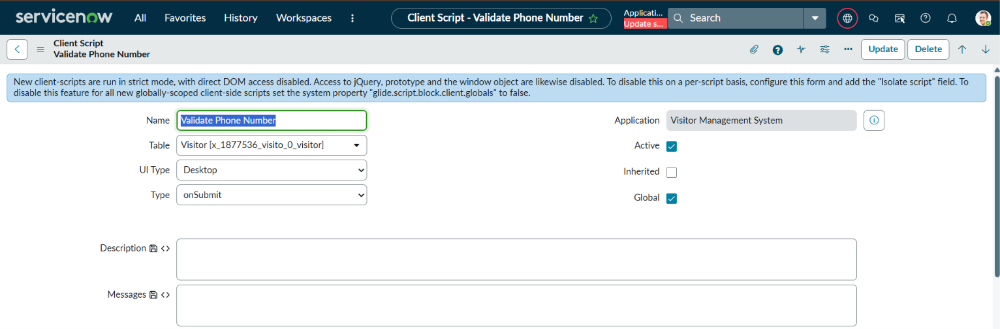 servicenow All Favorites History Workspaces Client Script - Validate Phone Number Applicati... Search
Update s...
Client Script
Validate Phone Number
Update Delete
New client-scripts are run in strict mode, with direct DOM access disabled. Access to jQuery, prototype and the window object are likewise disabled. To disable this on a per-script basis, configure this form and add the "Isolate script" field. To
disable this feature for all new globally-scoped client-side scripts set the system property "glide.script.block.client.globals" to false.
Name Validate Phone Number Application Visitor Management System
Table Visitor [x_1877536_visito_0_visitor] Active
UI Type Desktop Inherited
Type onSubmit Global
Description
Messages